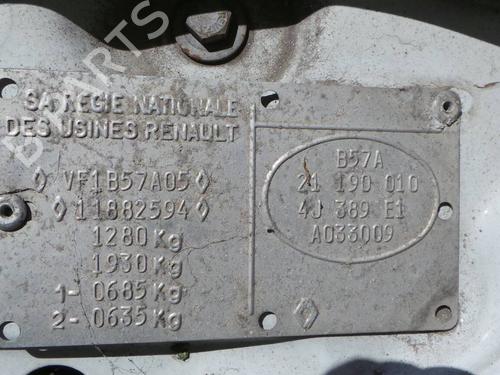 SA.REGIE NATIONALE
DES USINES RENAULT
◊ VF1B57A05 ◊
◊ 11882594 ◊
1280 Kg
1930 Kg
1- 0685 Kg
2- 0635 Kg
B57A
21 190 010
4J 389 E1
A033009
B-PARTS